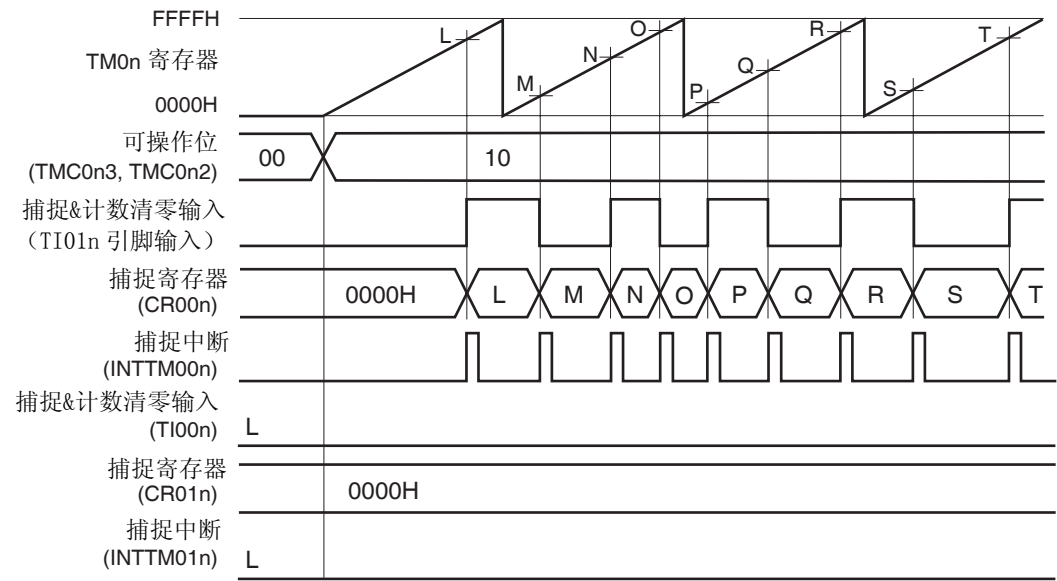 FFFFH
TM0n 寄存器
0000H
L M N O P Q R S T
可操作位
(TMC0n3, TMC0n2)
00 10
捕捉&计数清零输入
（TI01n 引脚输入）
捕捉寄存器
(CR00n)
0000H L M N O P Q R S T
捕捉中断
(INTTM00n)
捕捉&计数清零输入
(TI00n)
L
捕捉寄存器
(CR01n)
0000H
捕捉中断
(INTTM01n)
L